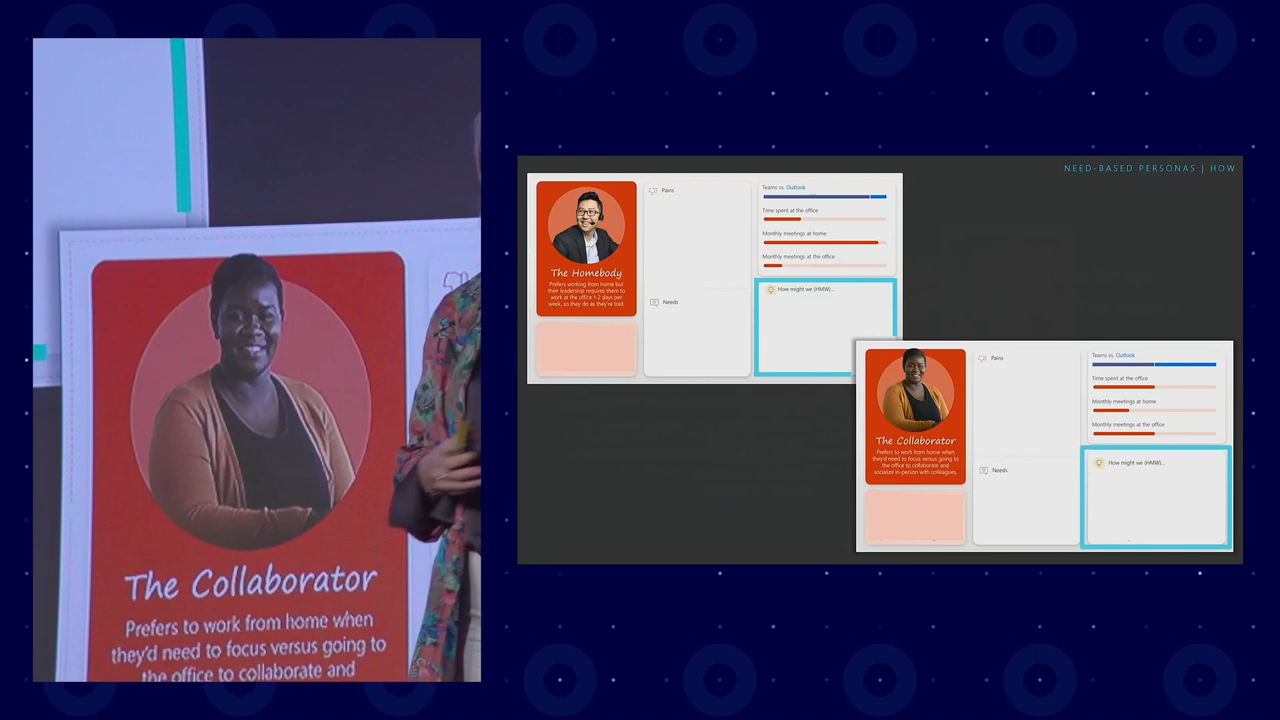 The Collaborator
Prefers to work from home when
they'd need to focus versus going to
the office to collaborate and
NEED-BASED PERSONAS | HOW
The Homebody
Prefers working from home but
their leadership requires them to
work at the office 1-2 days per
week, so they do as they're told.
Pains
Needs
Teams vs. Outlook
Time spent at the office
Monthly meetings at home
Monthly meetings at the office
How might we (HMW)...
The Collaborator
Prefers to work from home when
they'd need to focus versus going to
the office to collaborate and
socialize in-person with colleagues.
Pains
Needs
Teams vs. Outlook
Time spent at the office
Monthly meetings at home
Monthly meetings at the office
How might we (HMW)...